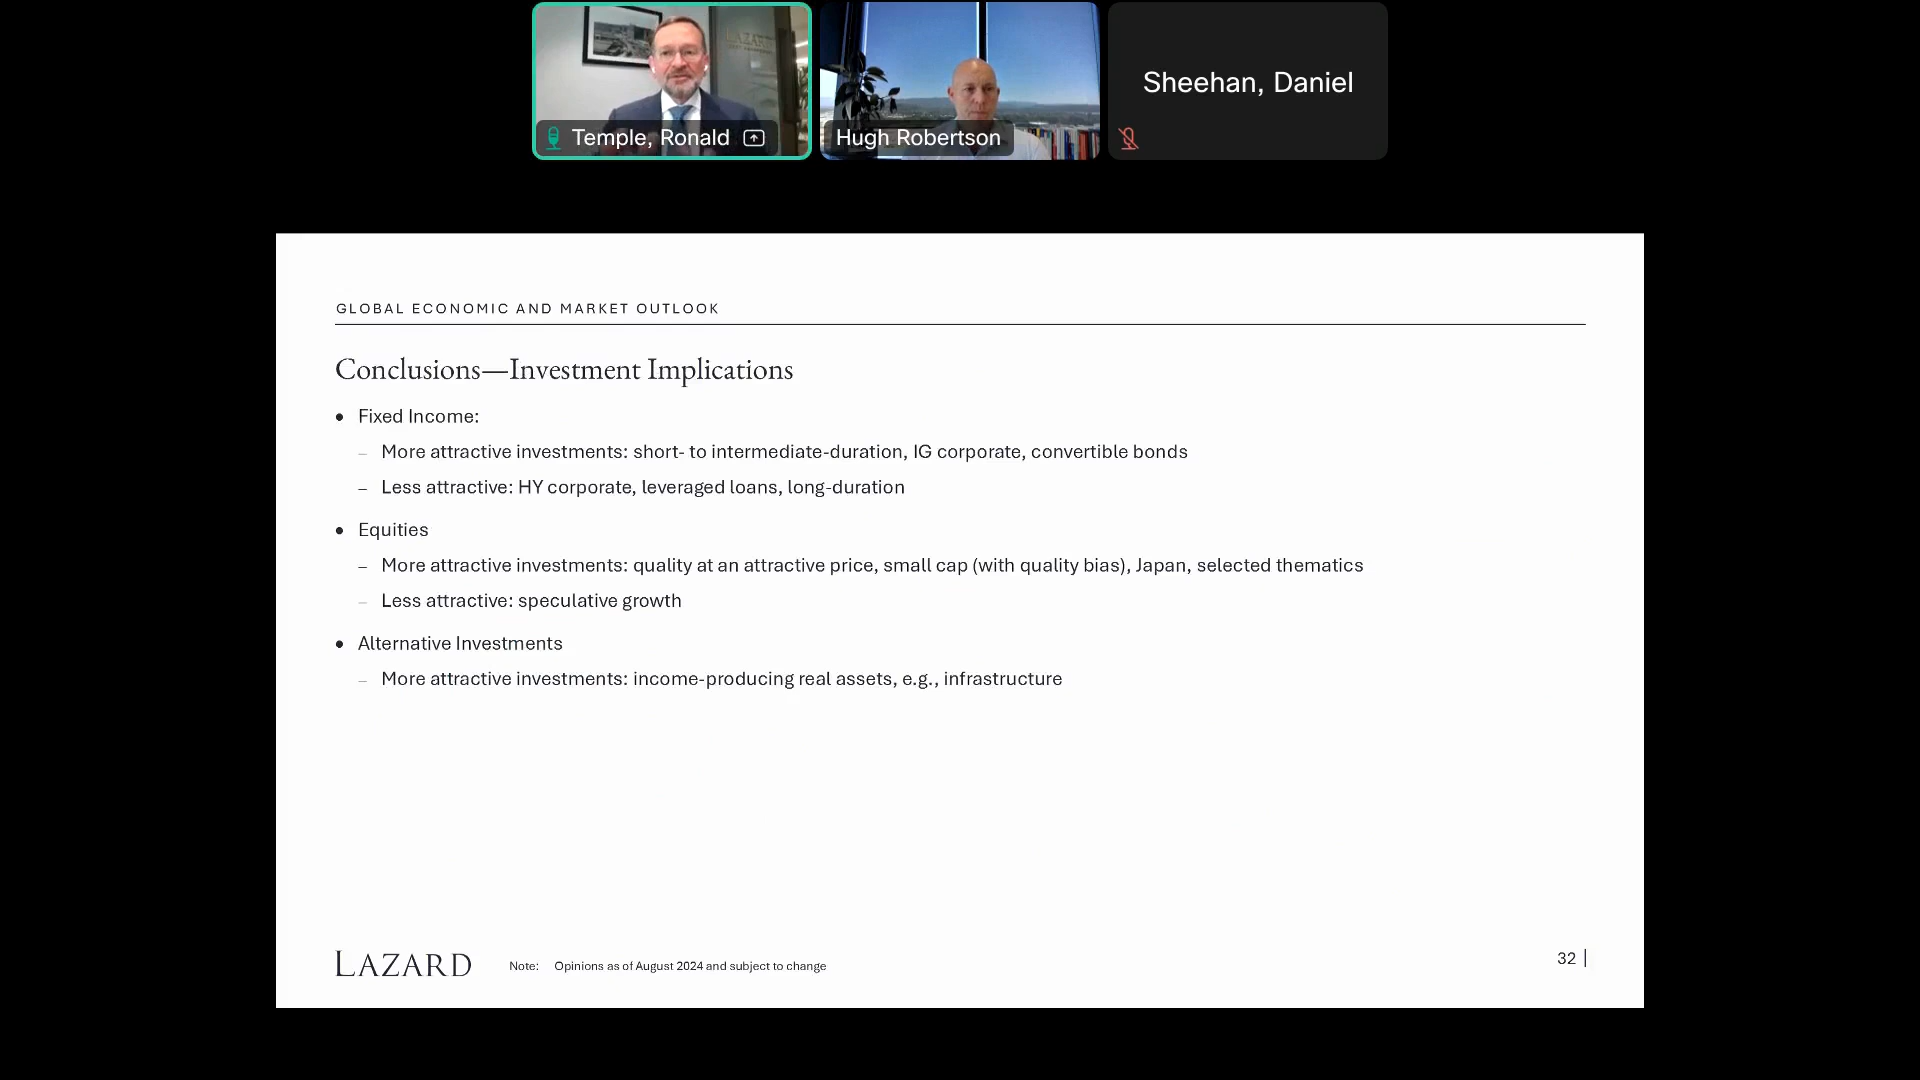 Temple, Ronald
Hugh Robertson
Sheehan, Daniel
GLOBAL ECONOMIC AND MARKET OUTLOOK
Conclusions—Investment Implications
• Fixed Income:
– More attractive investments: short- to intermediate-duration, IG corporate, convertible bonds
– Less attractive: HY corporate, leveraged loans, long-duration
• Equities
– More attractive investments: quality at an attractive price, small cap (with quality bias), Japan, selected thematics
– Less attractive: speculative growth
• Alternative Investments
– More attractive investments: income-producing real assets, e.g., infrastructure
LAZARD
Note: Opinions as of August 2024 and subject to change
32 |